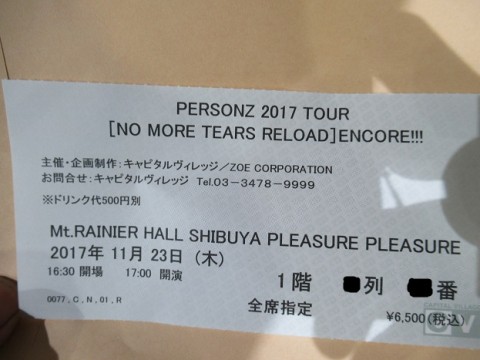 PERSONZ 2017 TOUR
[NO MORE TEARS RELOAD]ENCORE!!!
主催・企画制作:キャピタルヴィレッジ/ZOE CORPORATION
お問合せ:キャピタルヴィレッジ Tel.03-3478-9999
※ドリンク代500円別
Mt.RAINIER HALL SHIBUYA PLEASURE PLEASURE
2017年 11月 23日 (木)
16:30 開場 17:00 開演
1階 列 番
0077,C,N,01,R
全席指定
¥6,500(税込)